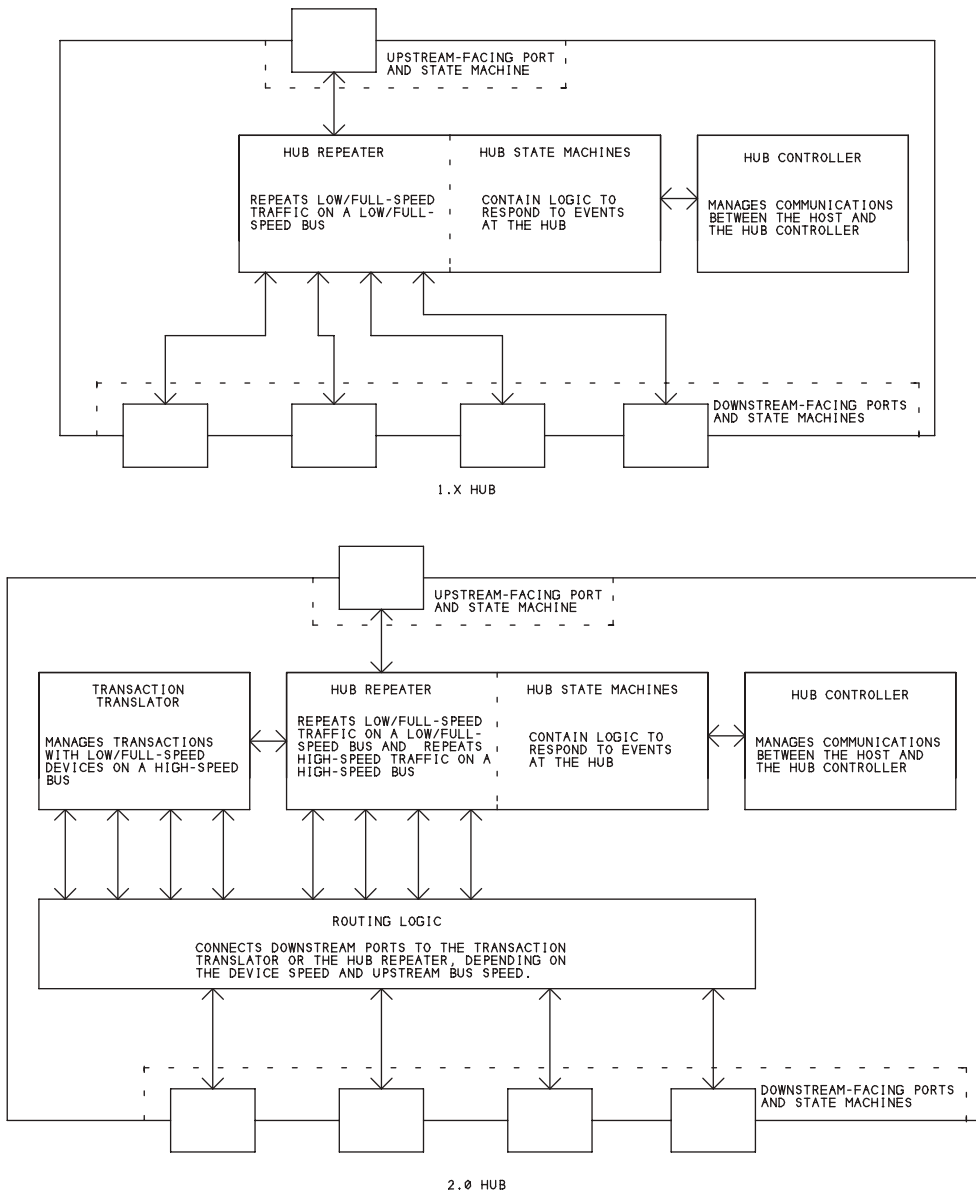 UPSTREAM-FACING PORT
AND STATE MACHINE
HUB REPEATER
REPEATS LOW/FULL-SPEED
TRAFFIC ON A LOW/FULL-
SPEED BUS
HUB STATE MACHINES
CONTAIN LOGIC TO
RESPOND TO EVENTS
AT THE HUB
HUB CONTROLLER
MANAGES COMMUNICATIONS
BETWEEN THE HOST AND
THE HUB CONTROLLER
DOWNSTREAM-FACING PORTS
AND STATE MACHINES
1.X HUB
UPSTREAM-FACING PORT
AND STATE MACHINE
TRANSACTION
TRANSLATOR
MANAGES TRANSACTIONS
WITH LOW/FULL-SPEED
DEVICES ON A HIGH-SPEED
BUS
HUB REPEATER
REPEATS LOW/FULL-SPEED
TRAFFIC ON A LOW/FULL-
SPEED BUS AND REPEATS
HIGH-SPEED TRAFFIC ON A
HIGH-SPEED BUS
HUB STATE MACHINES
CONTAIN LOGIC TO
RESPOND TO EVENTS
AT THE HUB
HUB CONTROLLER
MANAGES COMMUNICATIONS
BETWEEN THE HOST AND
THE HUB CONTROLLER
ROUTING LOGIC
CONNECTS DOWNSTREAM PORTS TO THE TRANSACTION
TRANSLATOR OR THE HUB REPEATER, DEPENDING ON
THE DEVICE SPEED AND UPSTREAM BUS SPEED.
DOWNSTREAM-FACING PORTS
AND STATE MACHINES
2.0 HUB